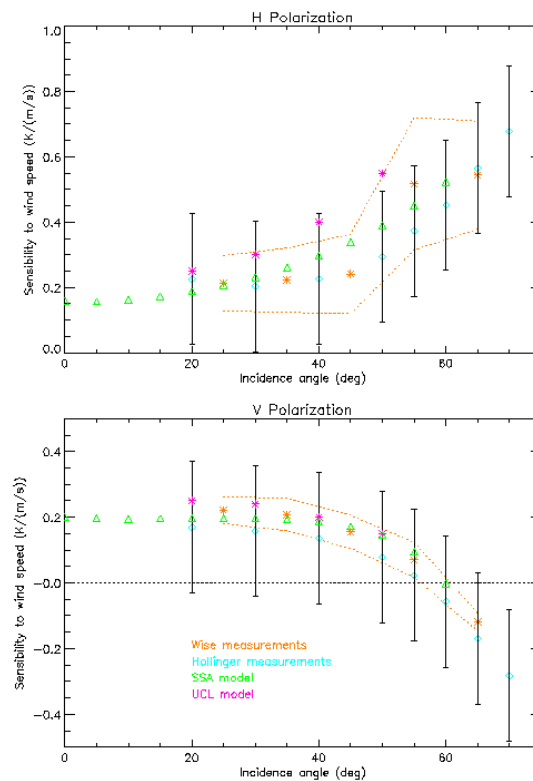 H Polarization
Sensibility to wind speed (K/(m/s)
1.0
0.8
0.6
0.4
0.2
0.0
0 20 40 60
Incidence angle (deg)
V Polarization
Sensibility to wind speed (K/(m/s)}
0.4
0.2
-0.0
-0.2
-0.4
Wise measurements
Hollinger measurements
SSA model
UCL model
0 20 40 60
Incidence angle (deg)